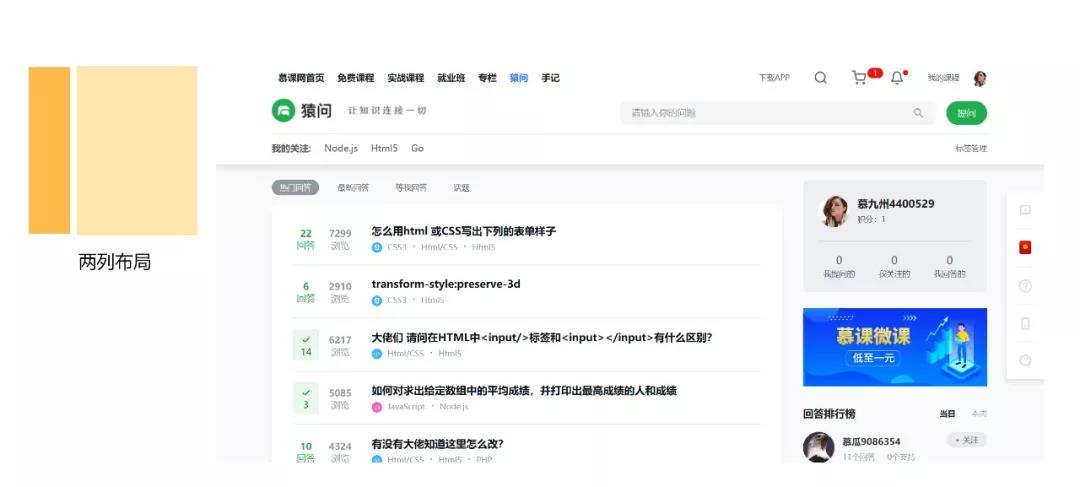 慕课网首页 免费课程 实战课程 就业班 专栏 猿问 手记 下载APP 1 我的课程
猿问 让知识连接一切 请输入你的问题 提问
我的关注: Node.js Html5 Go 标签管理
热门回答 最新回答 等我回答 话题
22 回答 7299 浏览 怎么用html 或CSS写出下列的表单样子
CSS3 · Html/CSS · Html5
6 回答 2910 浏览 transform-style:preserve-3d
CSS3 · Html5
14 6217 浏览 大佬们 请问在HTML中<input/>标签和<input></input>有什么区别?
Html/CSS · Html5
3 5085 浏览 如何对求出给定数组中的平均成绩，并打印出最高成绩的人和成绩
JavaScript · Node.js
10 回答 4324 浏览 有没有大佬知道这里怎么改?
Html/CSS · Html5 · PHP
慕九州4400529
积分: 1
0 0 0
我提问的 我关注的 我回答的
慕课微课
低至一元
回答排行榜 当日 本周
慕瓜9086354 + 关注
11个回答 0个支持
两列布局